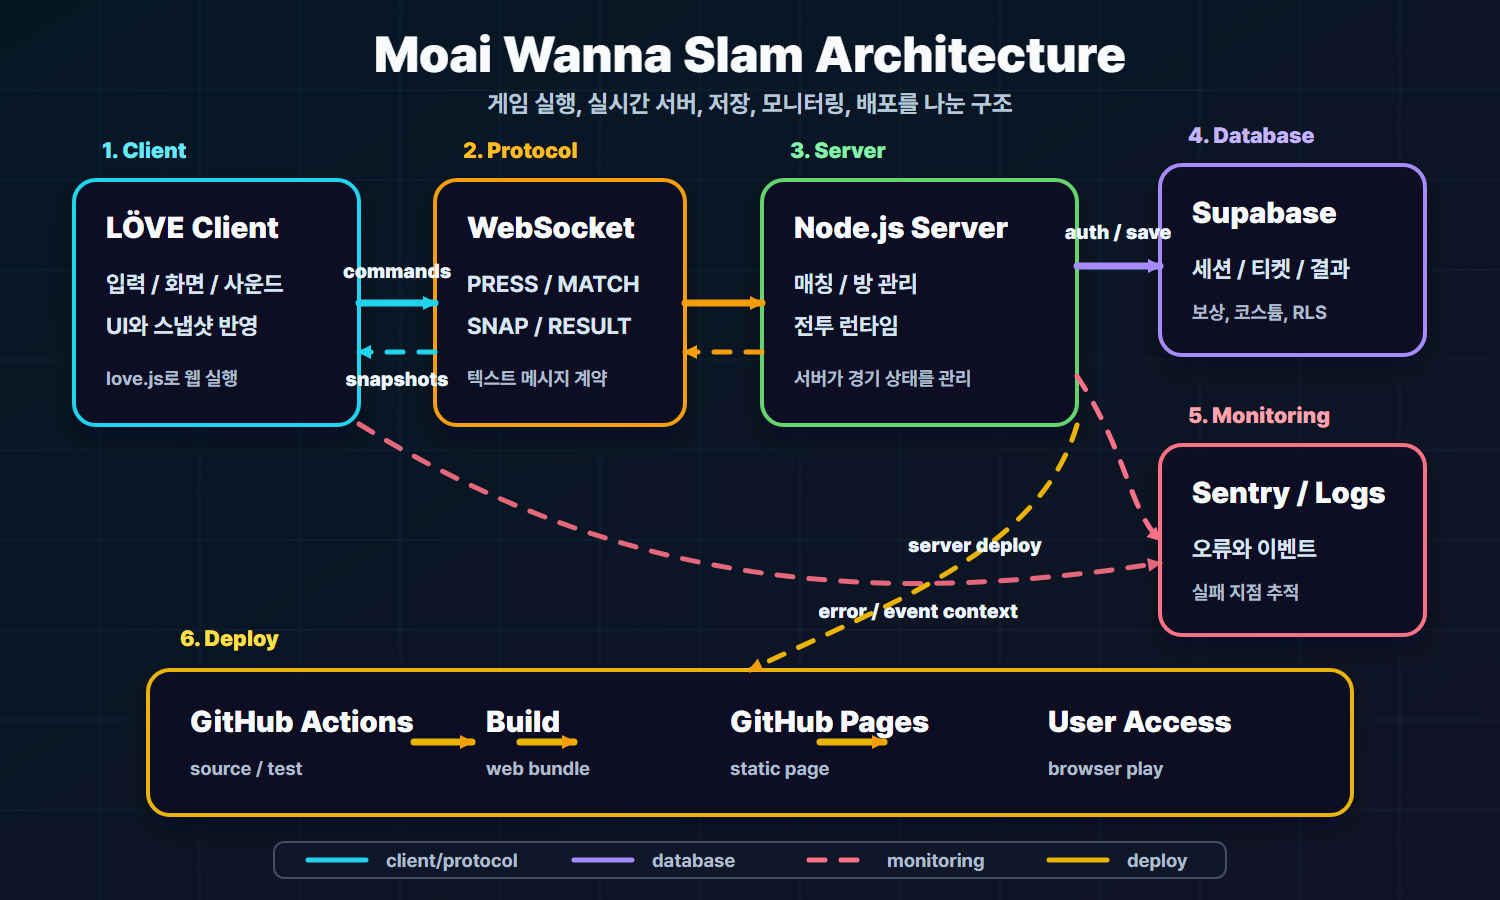 Moai Wanna Slam Architecture
게임 실행, 실시간 서버, 저장, 모니터링, 배포를 나눈 구조
1. Client
LÖVE Client
입력 / 화면 / 사운드
UI와 스냅샷 반영
love.js로 웹 실행
commands
snapshots
2. Protocol
WebSocket
PRESS / MATCH
SNAP / RESULT
텍스트 메시지 계약
3. Server
Node.js Server
매칭 / 방 관리
전투 런타임
서버가 경기 상태를 관리
auth / save
4. Database
Supabase
세션 / 티켓 / 결과
보상, 코스튬, RLS
5. Monitoring
Sentry / Logs
오류와 이벤트
실패 지점 추적
server deploy
error / event context
6. Deploy
GitHub Actions
source / test
Build
web bundle
GitHub Pages
static page
User Access
browser play
client/protocol
database
monitoring
deploy